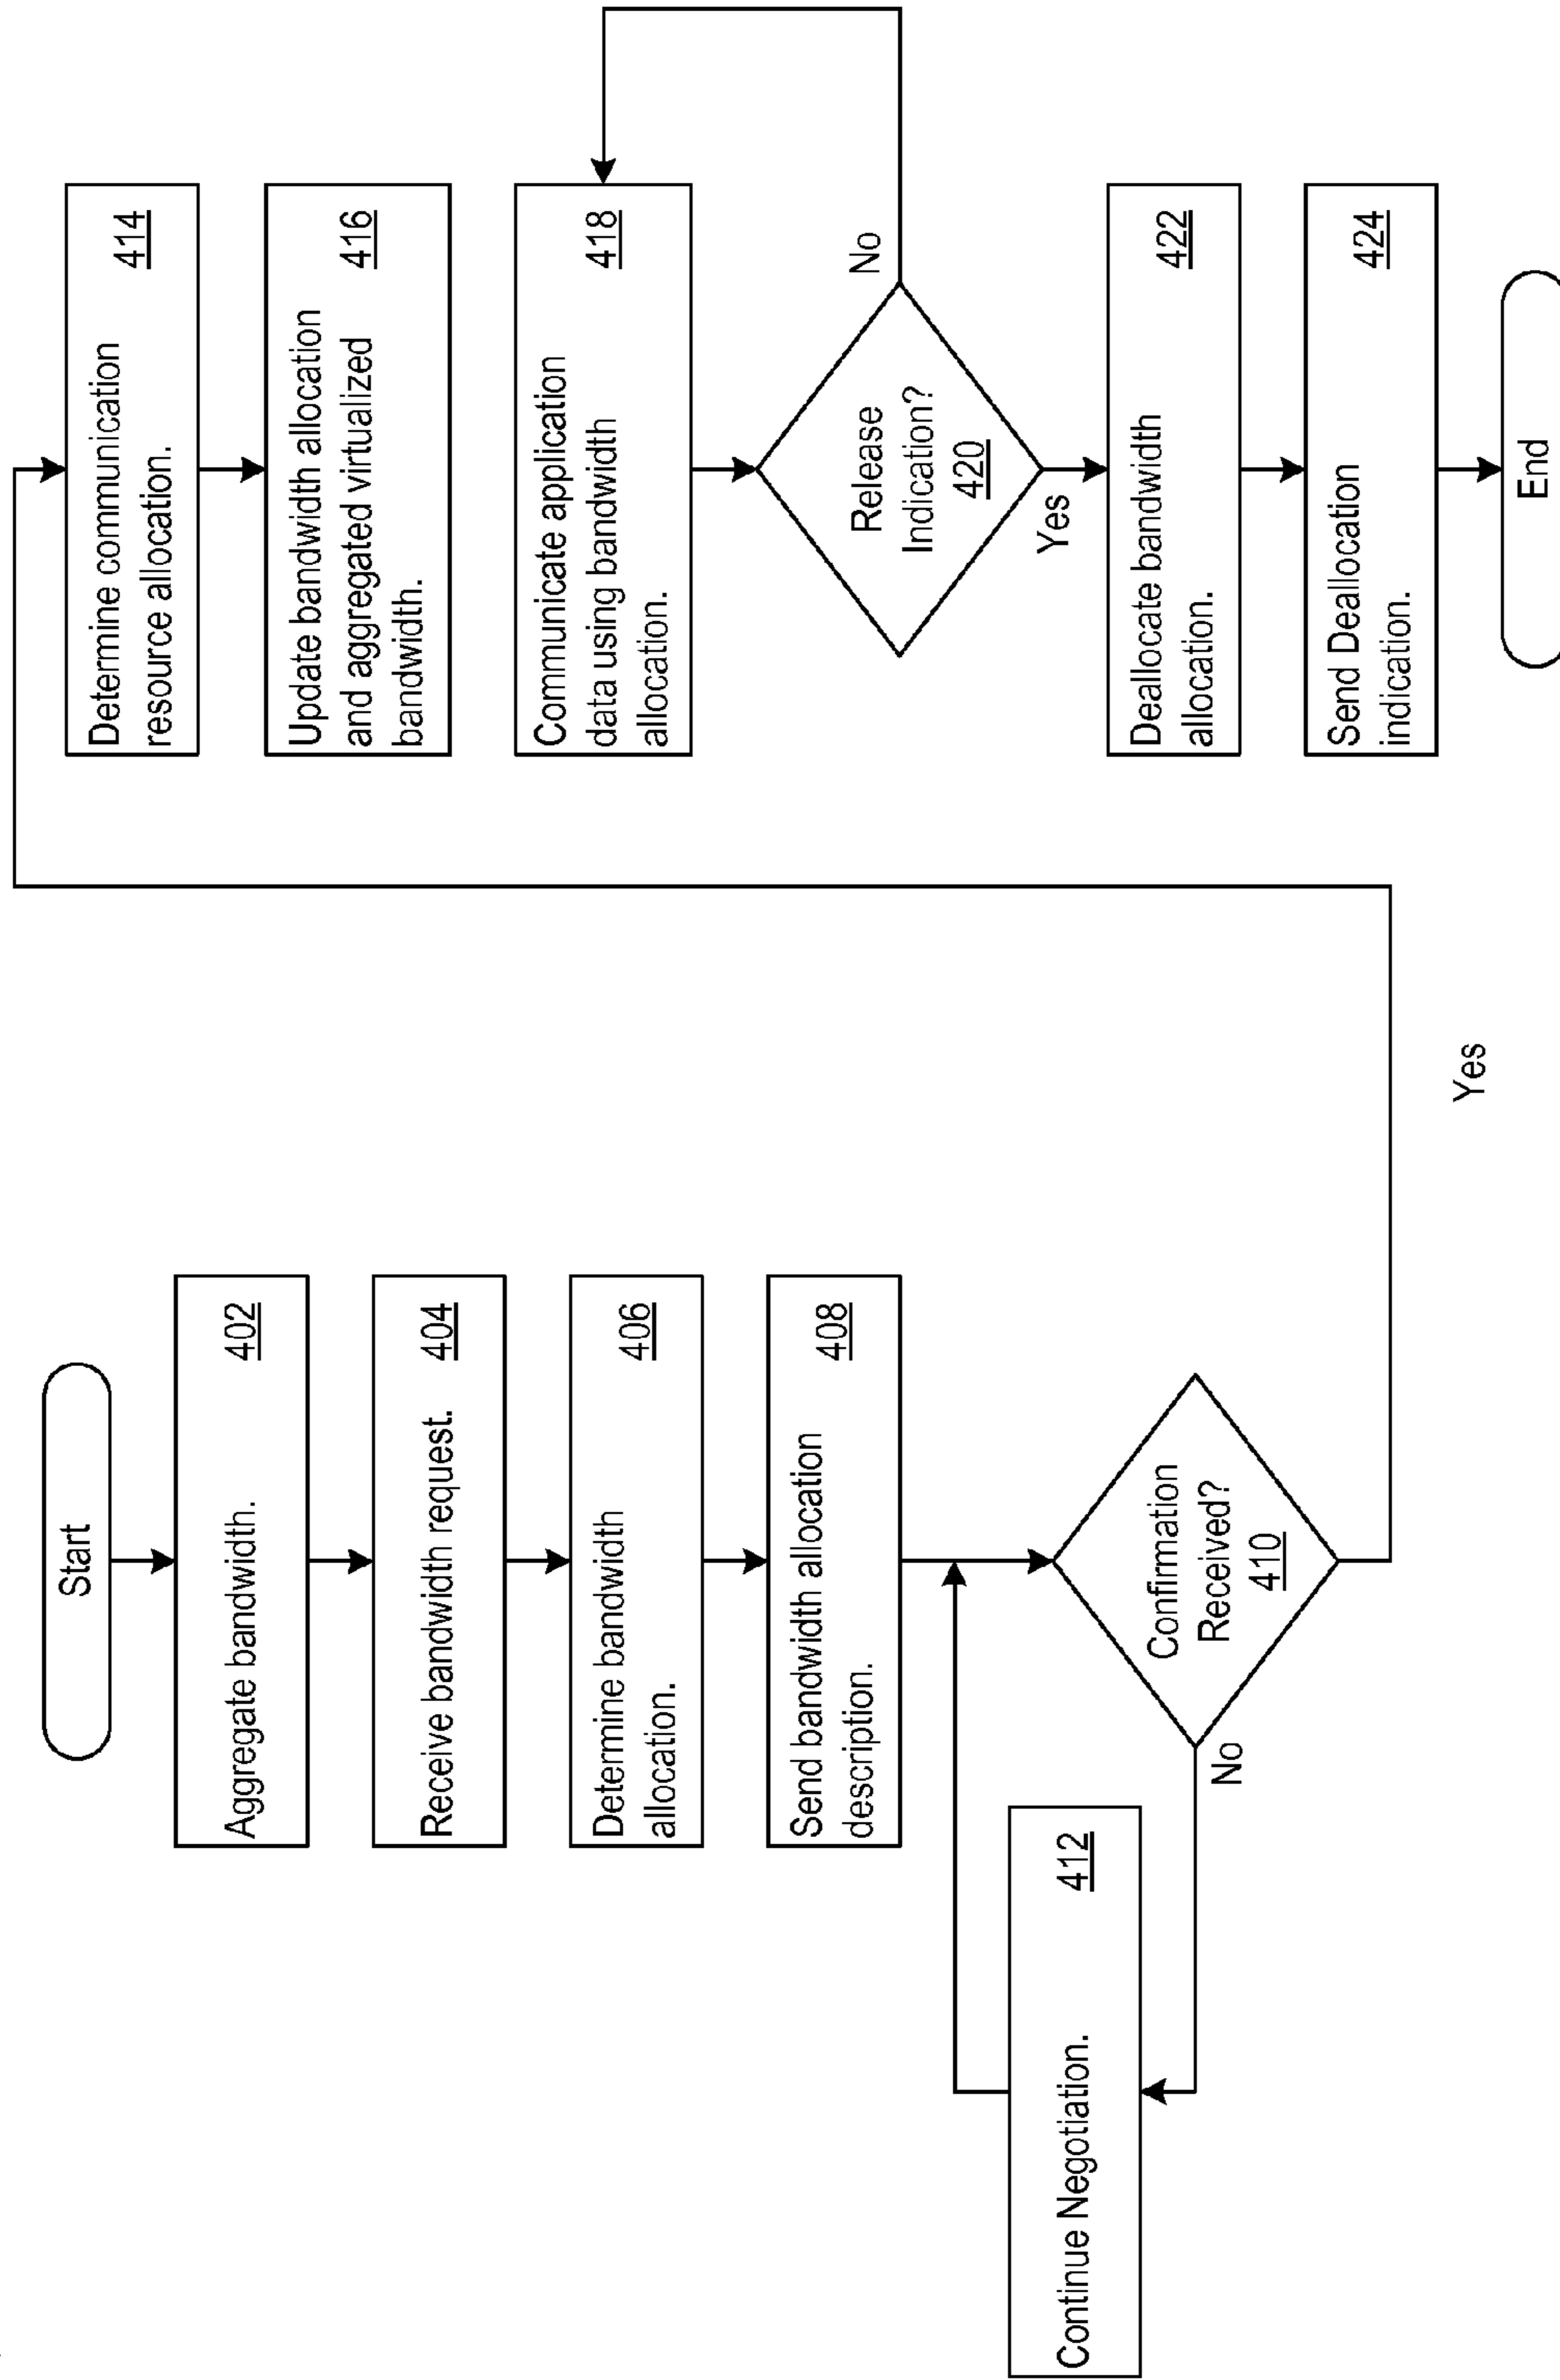 Start
Aggregate bandwidth.
402
Receive bandwidth request.
404
Determine bandwidth
allocation.
406
Send bandwidth allocation
description.
408
Confirmation
Received?
410
No
Continue Negotiation.
412
Yes
Determine communication
resource allocation.
414
Update bandwidth allocation
and aggregated virtualized
bandwidth.
416
Communicate application
data using bandwidth
allocation.
418
Release
Indication?
420
No
Yes
Deallocate bandwidth
allocation.
422
Send Deallocation
indication.
424
End